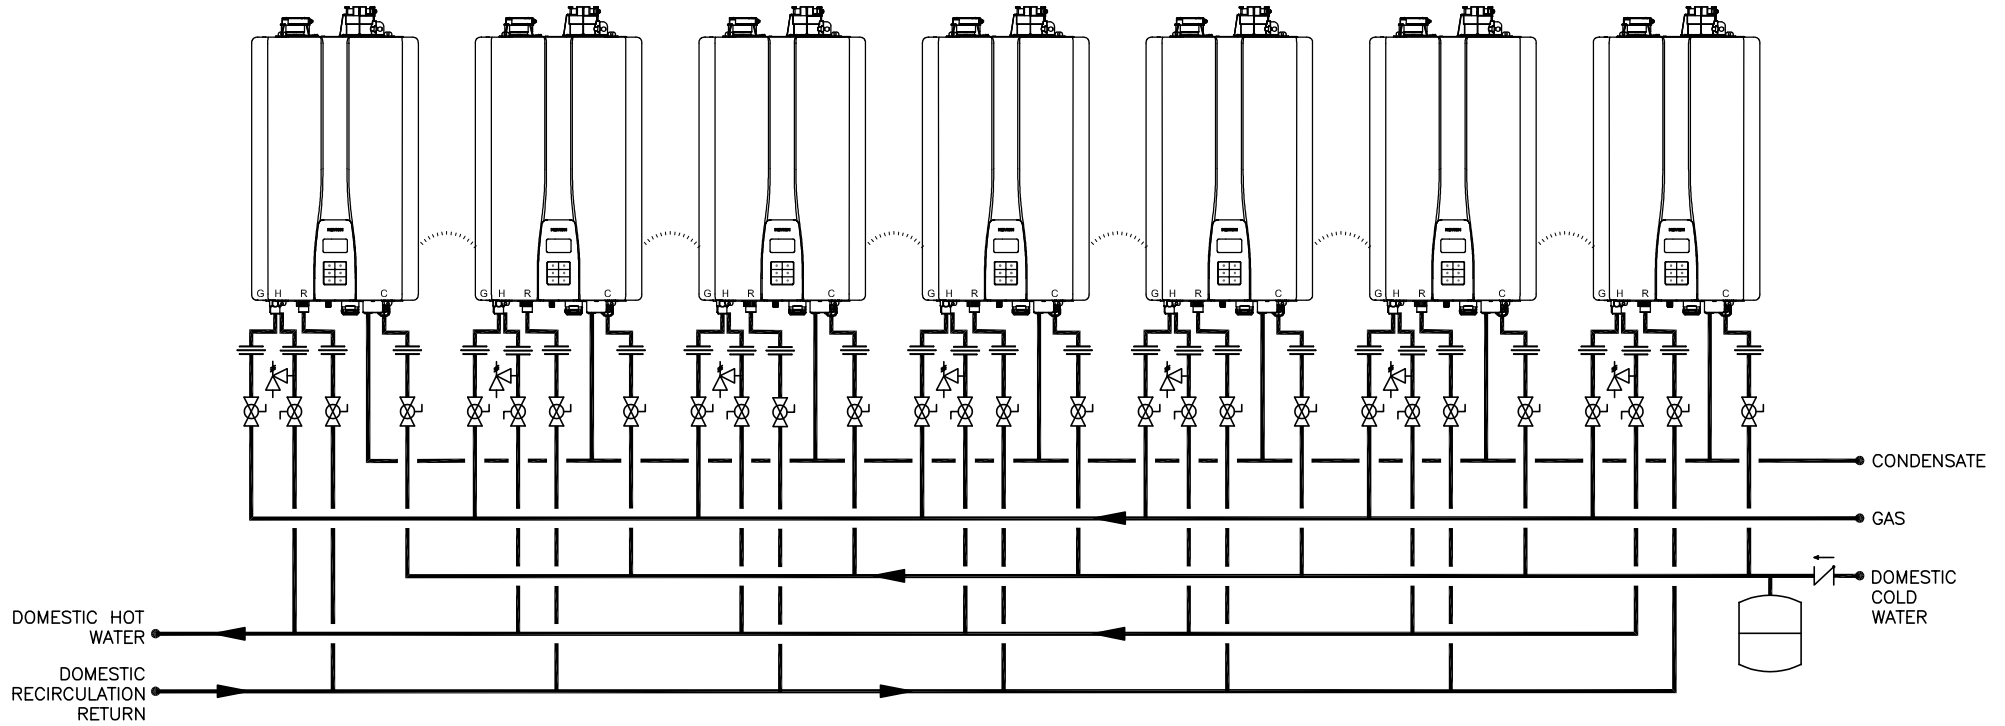 G H R C G H R C G H R C G H R C G H R C G H R C G H R C
CONDENSATE
GAS
DOMESTIC
COLD
WATER
DOMESTIC HOT
WATER
DOMESTIC
RECIRCULATION
RETURN